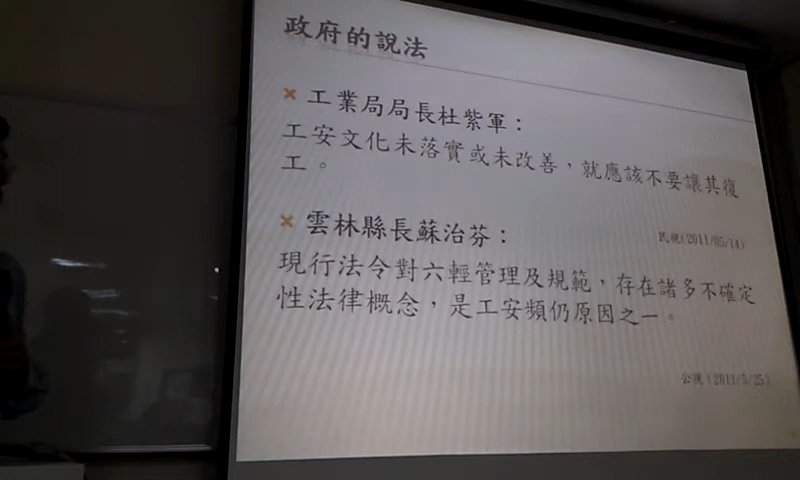 政府的說法
工業局局長杜紫軍：
工安文化未落實或未改善，就應該不要讓其復
工。
民視(2011/05/14)
雲林縣長蘇治芬：
現行法令對六輕管理及規範，存在諸多不確定
性法律概念，是工安頻仍原因之一。
公視（2011/5/25）